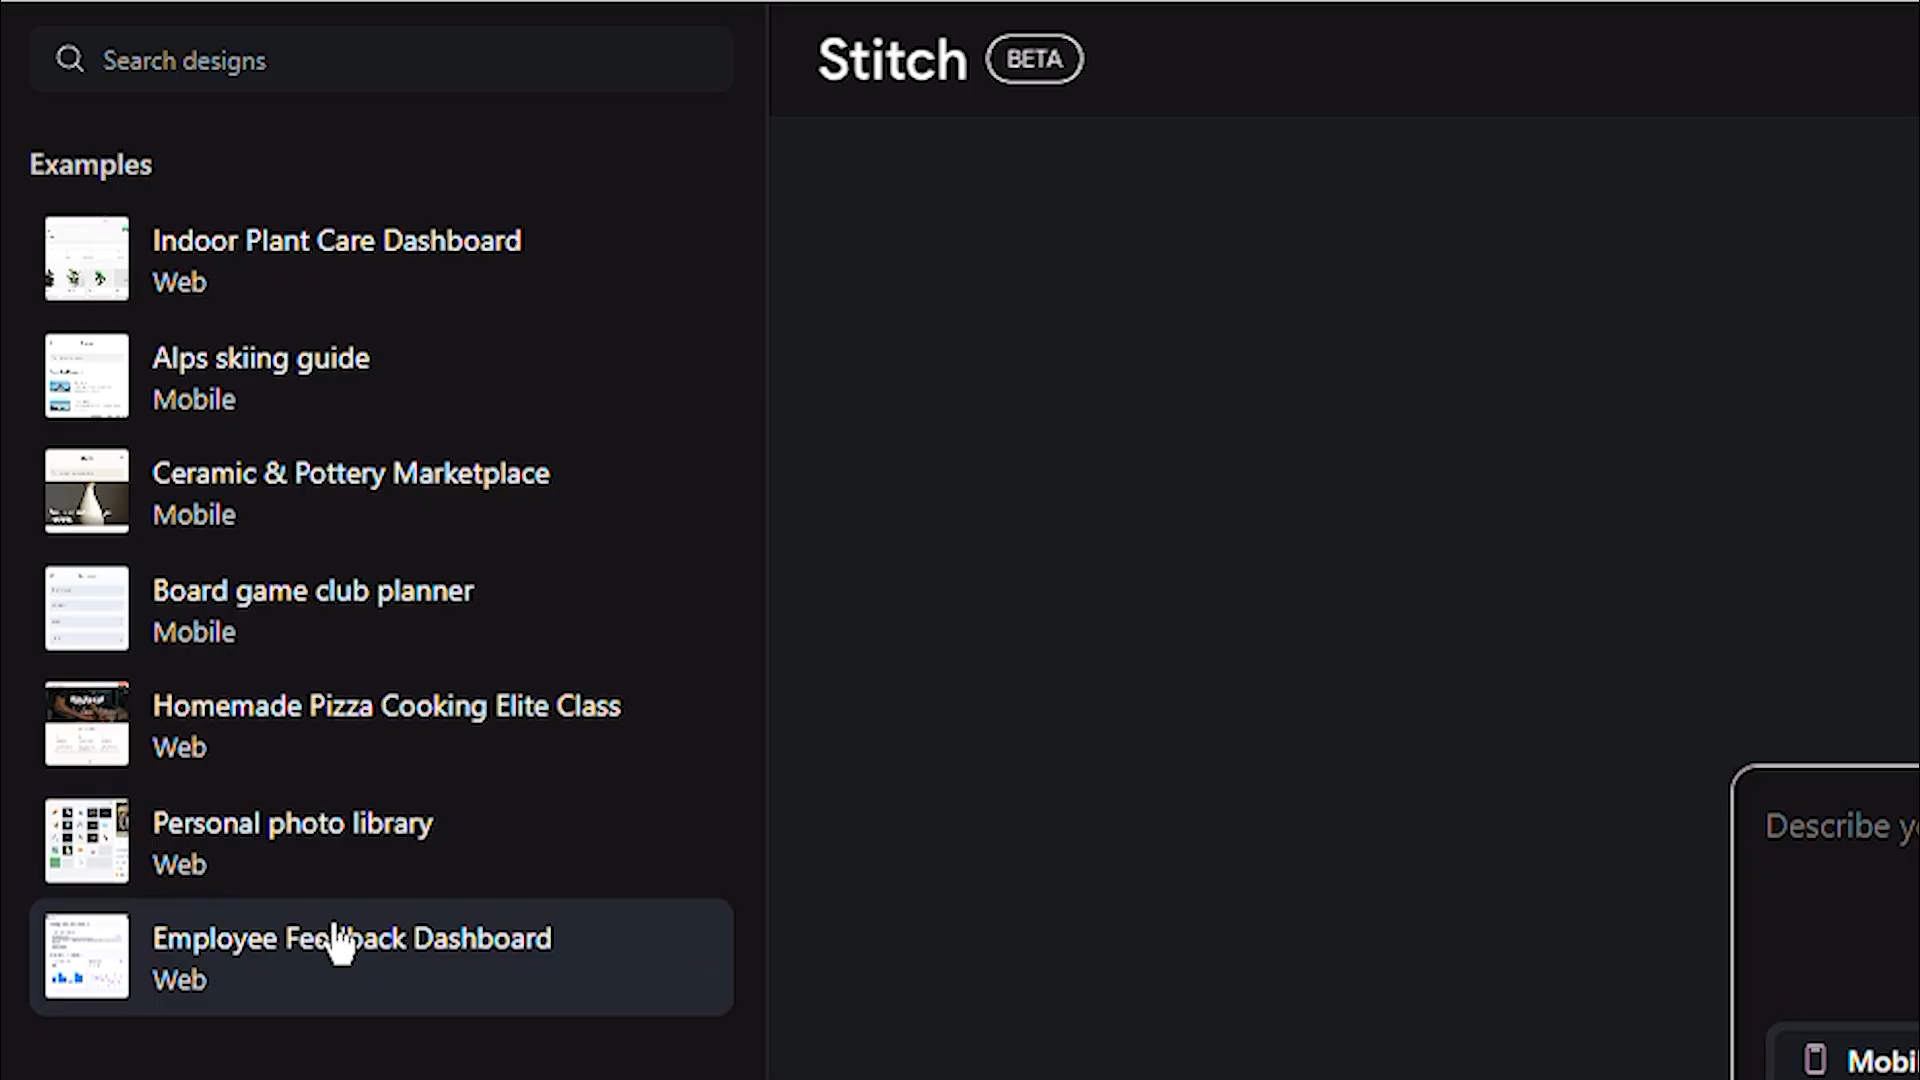 Search designs
Stitch BETA
Examples
Indoor Plant Care Dashboard
Web
Alps skiing guide
Mobile
Ceramic & Pottery Marketplace
Mobile
Board game club planner
Mobile
Homemade Pizza Cooking Elite Class
Web
Personal photo library
Web
Employee Feedback Dashboard
Web
Describe